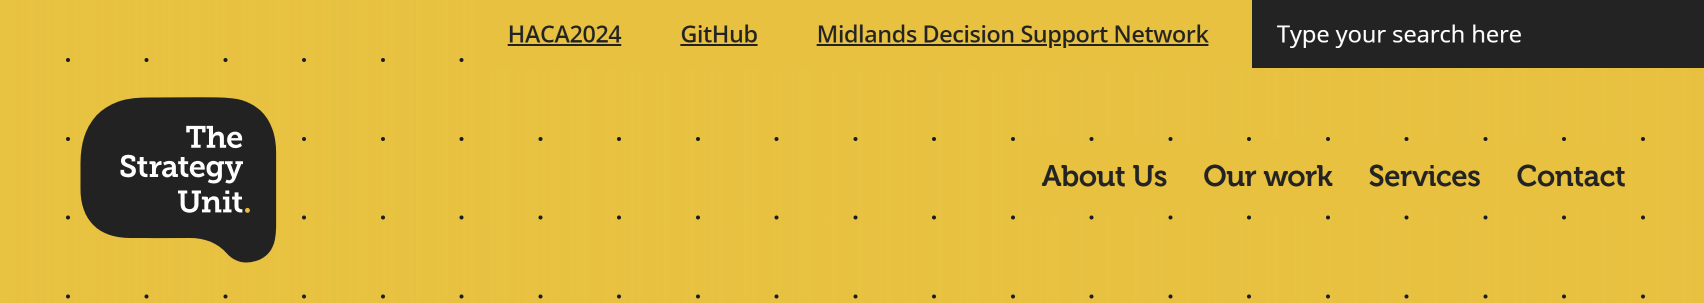 HACA2024 GitHub Midlands Decision Support Network Type your search here
The
Strategy
Unit.
About Us Our work Services Contact